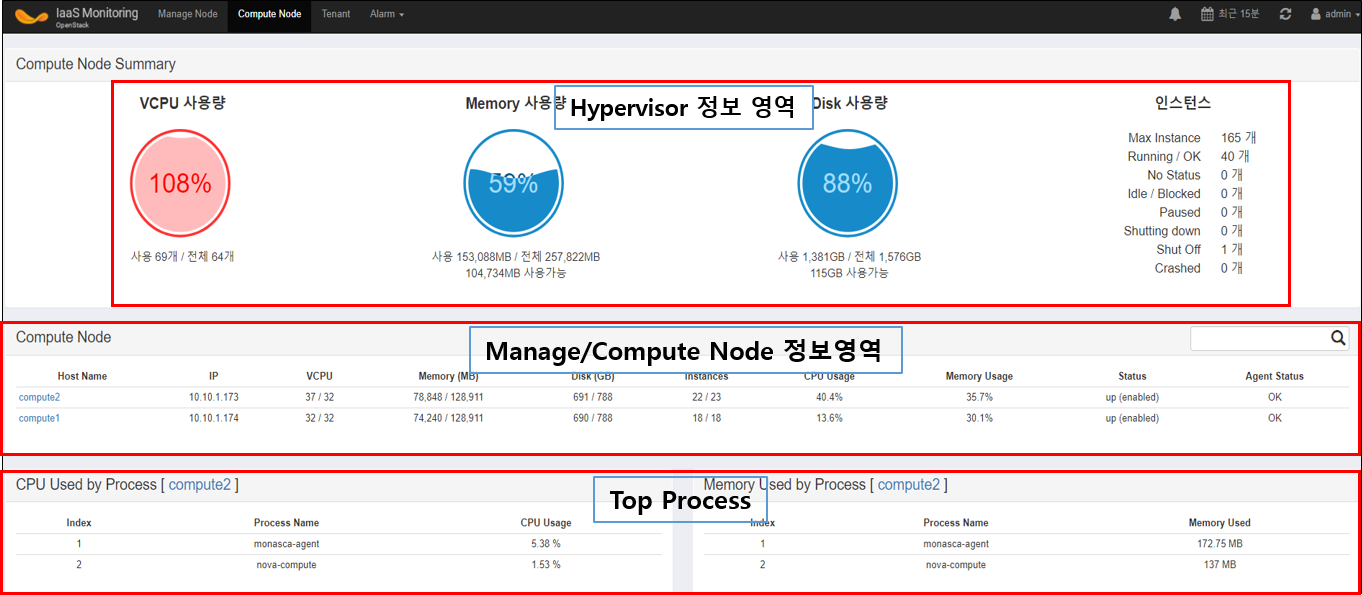 IaaS Monitoring Manage Node Compute Node Tenant Alarm 최근 15분 admin
OpenStack
Compute Node Summary
VCPU 사용량 Memory 사용량 Disk 사용량 인스턴스
Hypervisor 정보 영역
108% 59% 88%
사용 69개 / 전체 64개
사용 153,088MB / 전체 257,822MB
104,734MB 사용가능
사용 1,381GB / 전체 1,576GB
115GB 사용가능
Max Instance 165 개
Running / OK 40 개
No Status 0 개
Idle / Blocked 0 개
Paused 0 개
Shutting down 0 개
Shut Off 1 개
Crashed 0 개
Compute Node
Manage/Compute Node 정보영역
Host Name IP VCPU Memory (MB) Disk (GB) Instances CPU Usage Memory Usage Status Agent Status
compute2 10.10.1.173 37 / 32 78,848 / 128,911 691 / 788 22 / 23 40.4% 35.7% up (enabled) OK
compute1 10.10.1.174 32 / 32 74,240 / 128,911 690 / 788 18 / 18 13.6% 30.1% up (enabled) OK
CPU Used by Process [ compute2 ]
Top Process
Index Process Name CPU Usage
1 monasca-agent 5.38 %
2 nova-compute 1.53 %
Memory Used by Process [ compute2 ]
Index Process Name Memory Used
1 monasca-agent 172.75 MB
2 nova-compute 137 MB